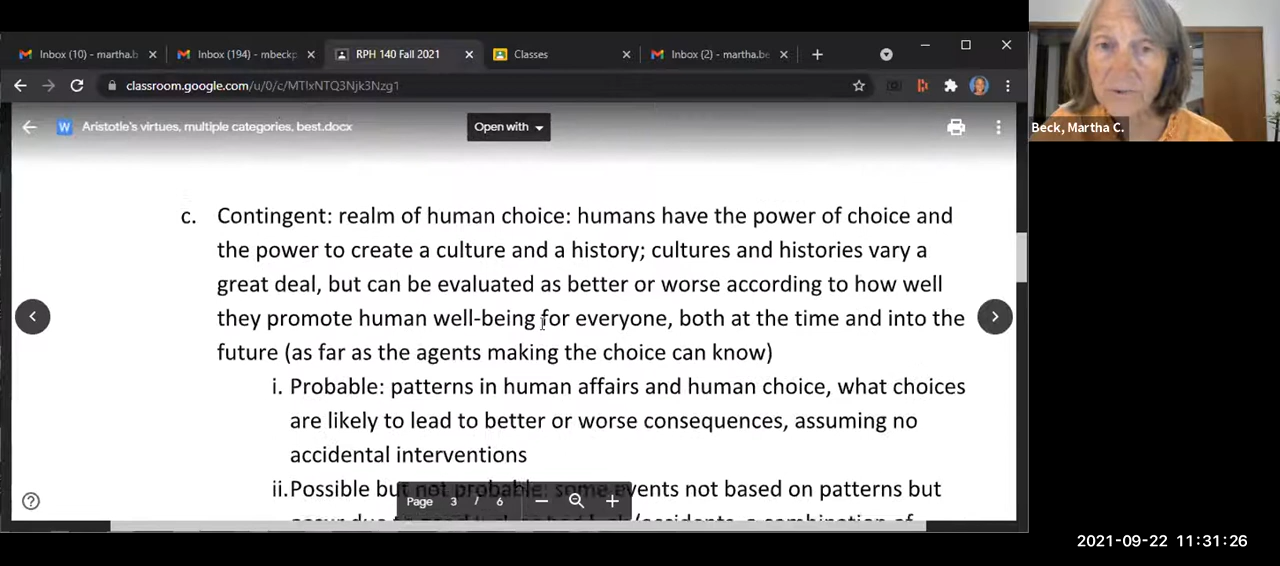 Inbox (10) - martha.b
Inbox (194) - mbeckp
RPH 140 Fall 2021
Classes
Inbox (2) - martha.be
classroom.google.com/u/0/c/MTIxNTQ3Njk3Nzg1
W Aristotle's virtues, multiple categories, best.docx
Open with
Beck, Martha C.
c. Contingent: realm of human choice: humans have the power of choice and
the power to create a culture and a history; cultures and histories vary a
great deal, but can be evaluated as better or worse according to how well
they promote human well-being for everyone, both at the time and into the
future (as far as the agents making the choice can know)
i. Probable: patterns in human affairs and human choice, what choices
are likely to lead to better or worse consequences, assuming no
accidental interventions
ii. Possible but not probable: some events not based on patterns but
Page 3 / 6
2021-09-22 11:31:26